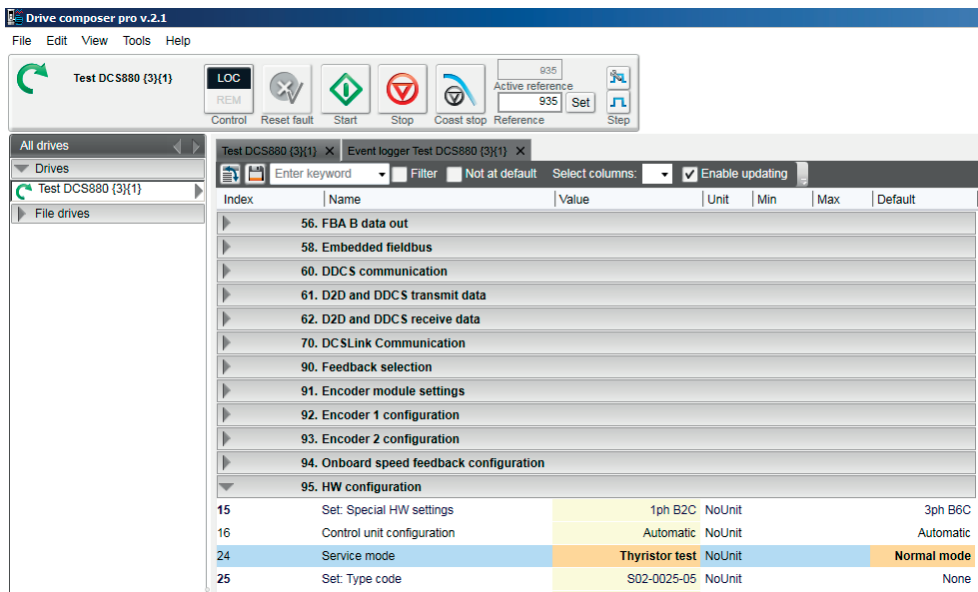 Drive composer pro v.2.1
File Edit View Tools Help
Test DCS880 {3}{1}
LOC
REM
Control Reset fault Start Stop Coast stop
935
Active reference
935 Set
Reference Step
All drives
Drives
Test DCS880 {3}{1}
File drives
Test DCS880 {3}{1} X Event logger Test DCS880 {3}{1} X
Enter keyword Filter Not at default Select columns: Enable updating
Index Name Value Unit Min Max Default
56. FBA B data out
58. Embedded fieldbus
60. DDCS communication
61. D2D and DDCS transmit data
62. D2D and DDCS receive data
70. DCSLink Communication
90. Feedback selection
91. Encoder module settings
92. Encoder 1 configuration
93. Encoder 2 configuration
94. Onboard speed feedback configuration
95. HW configuration
15 Set: Special HW settings 1ph B2C NoUnit 3ph B6C
16 Control unit configuration Automatic NoUnit Automatic
24 Service mode Thyristor test NoUnit Normal mode
25 Set: Type code S02-0025-05 NoUnit None